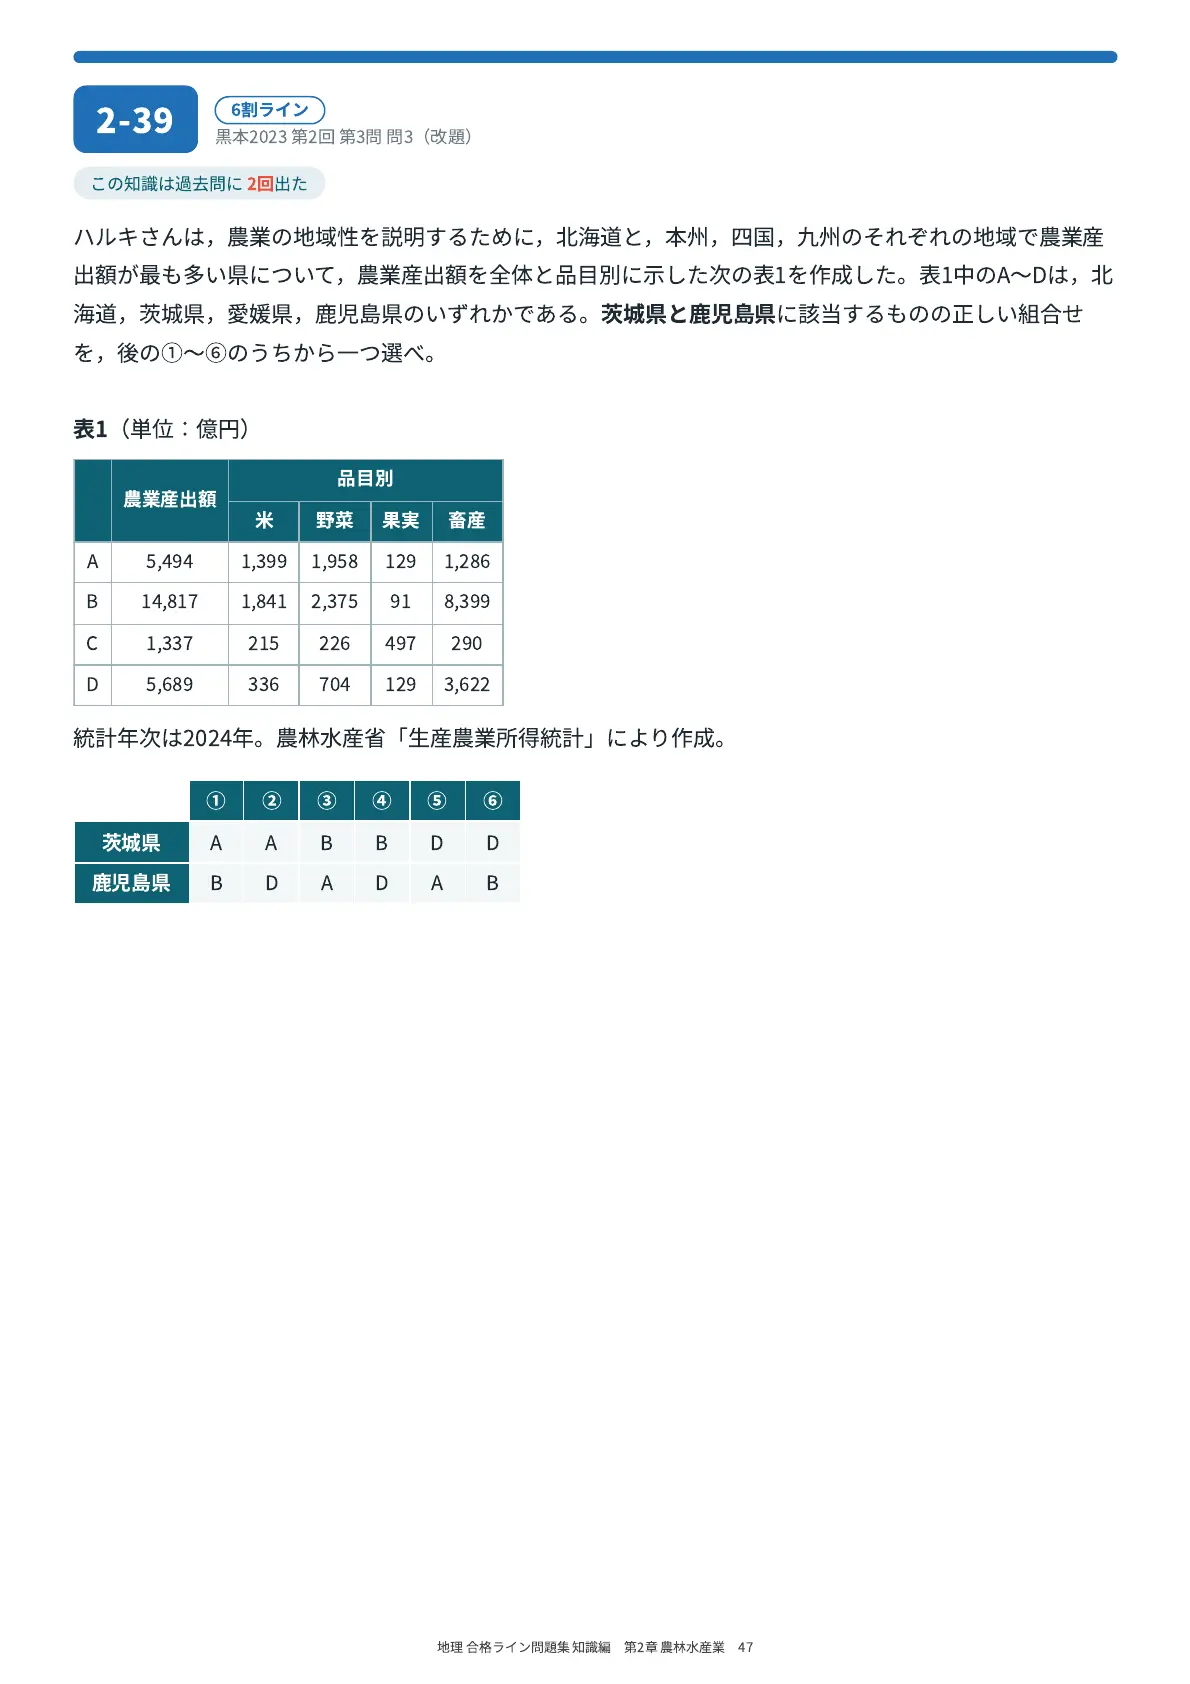 2-39
6割ライン
黒本2023 第2回 第3問 問3（改題）
この知識は過去問に 2回出た
ハルキさんは，農業の地域性を説明するために，北海道と，本州，四国，九州のそれぞれの地域で農業産
出額が最も多い県について，農業産出額を全体と品目別に示した次の表1を作成した。表1中のA～Dは，北
海道，茨城県，愛媛県，鹿児島県のいずれかである。茨城県と鹿児島県に該当するものの正しい組合せ
を，後の①～⑥のうちから一つ選べ。
表1（単位：億円）
農業産出額 品目別
米 野菜 果実 畜産
A 5,494 1,399 1,958 129 1,286
B 14,817 1,841 2,375 91 8,399
C 1,337 215 226 497 290
D 5,689 336 704 129 3,622
統計年次は2024年。農林水産省「生産農業所得統計」により作成。
① ② ③ ④ ⑤ ⑥
茨城県 A A B B D D
鹿児島県 B D A D A B
地理 合格ライン問題集 知識編 第2章 農林水産業 47